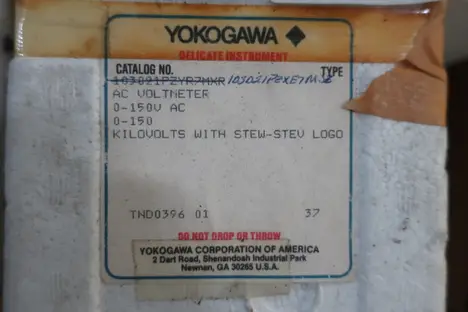 YOKOGAWA
DELICATE INSTRUMENT
CATALOG NO. TYPE
AC VOLTMETER
0-150V AC
0-150
KILOVOLTS WITH STEW-STEV LOGO
TND0396 01 37
DO NOT DROP OR THROW
YOKOGAWA CORPORATION OF AMERICA
2 Dart Road, Shenandoah Industrial Park
Newnan, GA 30265 U.S.A.